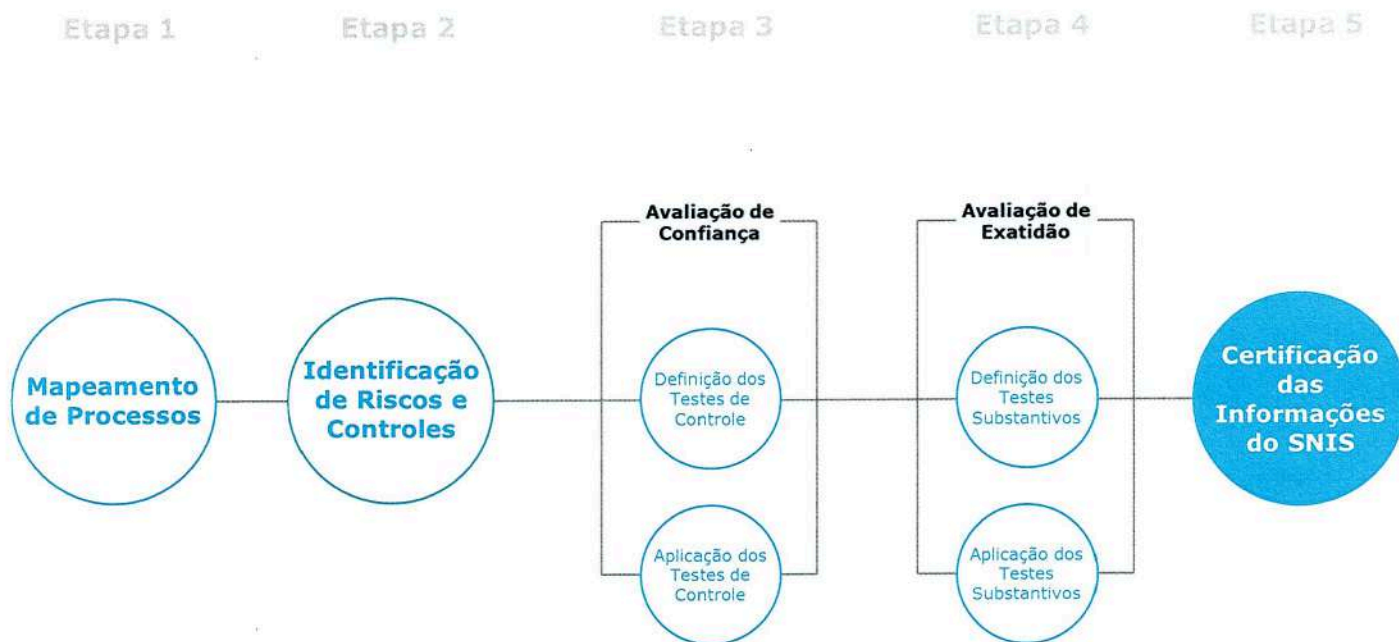 Etapa 1
Etapa 2
Etapa 3
Etapa 4
Etapa 5
Mapeamento
de Processos
Identificação
de Riscos e
Controles
Avaliação de
Confiança
Definição dos
Testes de
Controle
Aplicação dos
Testes de
Controle
Avaliação de
Exatidão
Definição dos
Testes
Substantivos
Aplicação dos
Testes
Substantivos
Certificação
das
Informações
do SNIS